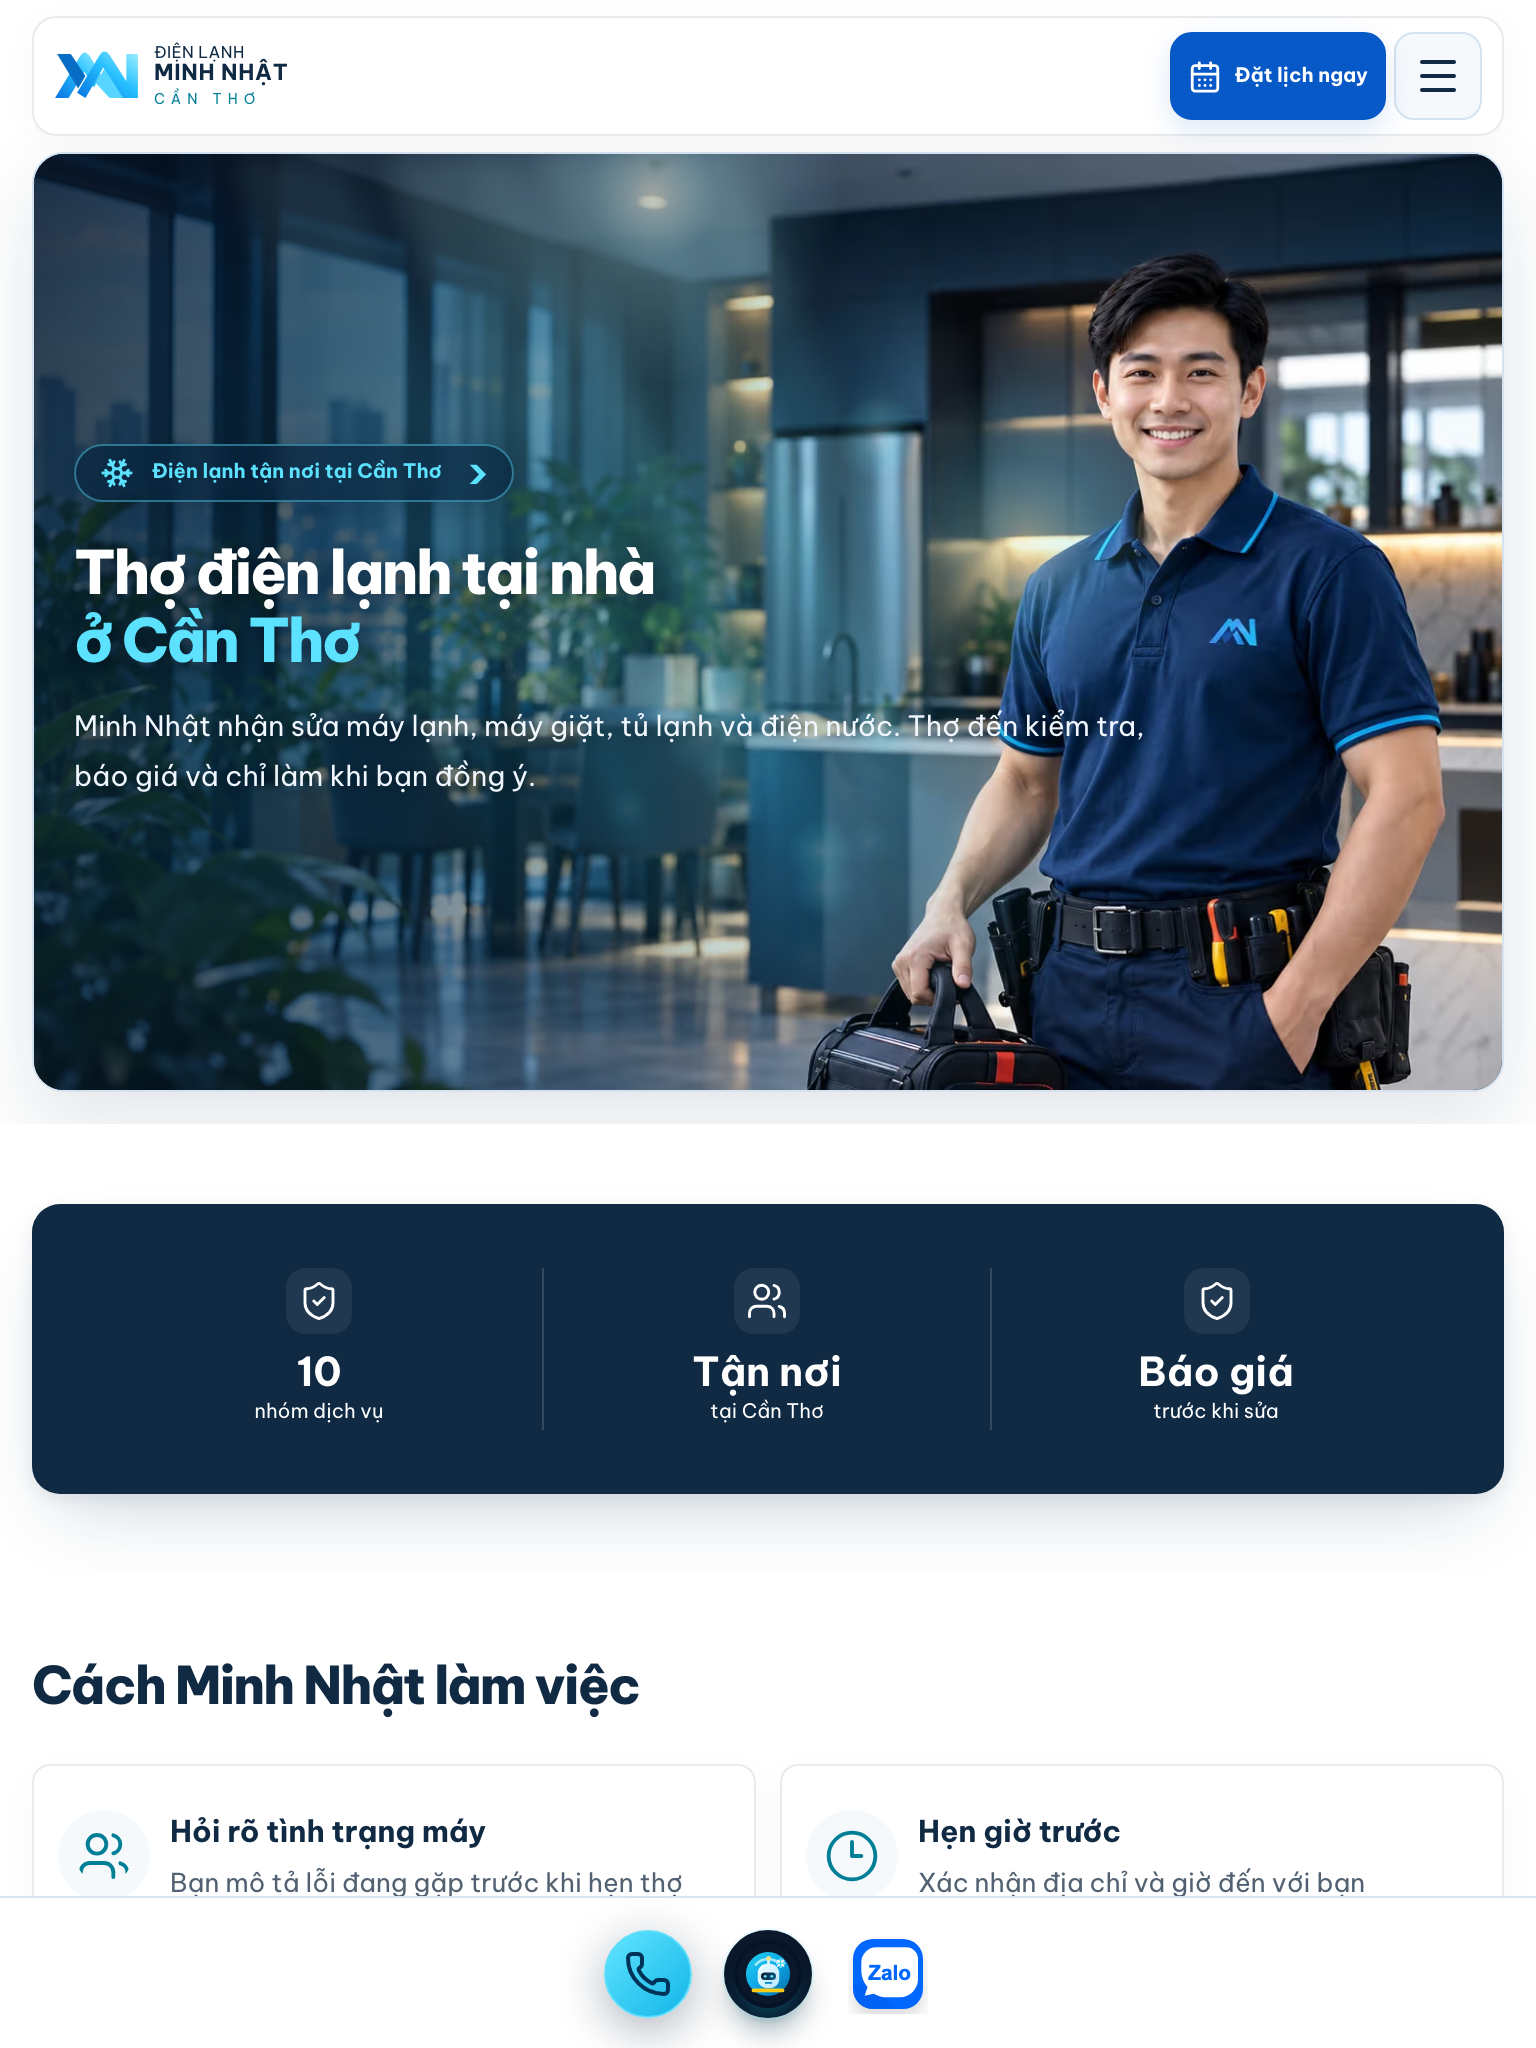 ĐIỆN LẠNH
MINH NHẬT
CẦN THƠ
Đặt lịch ngay
Điện lạnh tận nơi tại Cần Thơ
Thợ điện lạnh tại nhà
ở Cần Thơ
Minh Nhật nhận sửa máy lạnh, máy giặt, tủ lạnh và điện nước. Thợ đến kiểm tra,
báo giá và chỉ làm khi bạn đồng ý.
10
nhóm dịch vụ
Tận nơi
tại Cần Thơ
Báo giá
trước khi sửa
Cách Minh Nhật làm việc
Hỏi rõ tình trạng máy
Bạn mô tả lỗi đang gặp trước khi hẹn thợ
Hẹn giờ trước
Xác nhận địa chỉ và giờ đến với bạn
Zalo